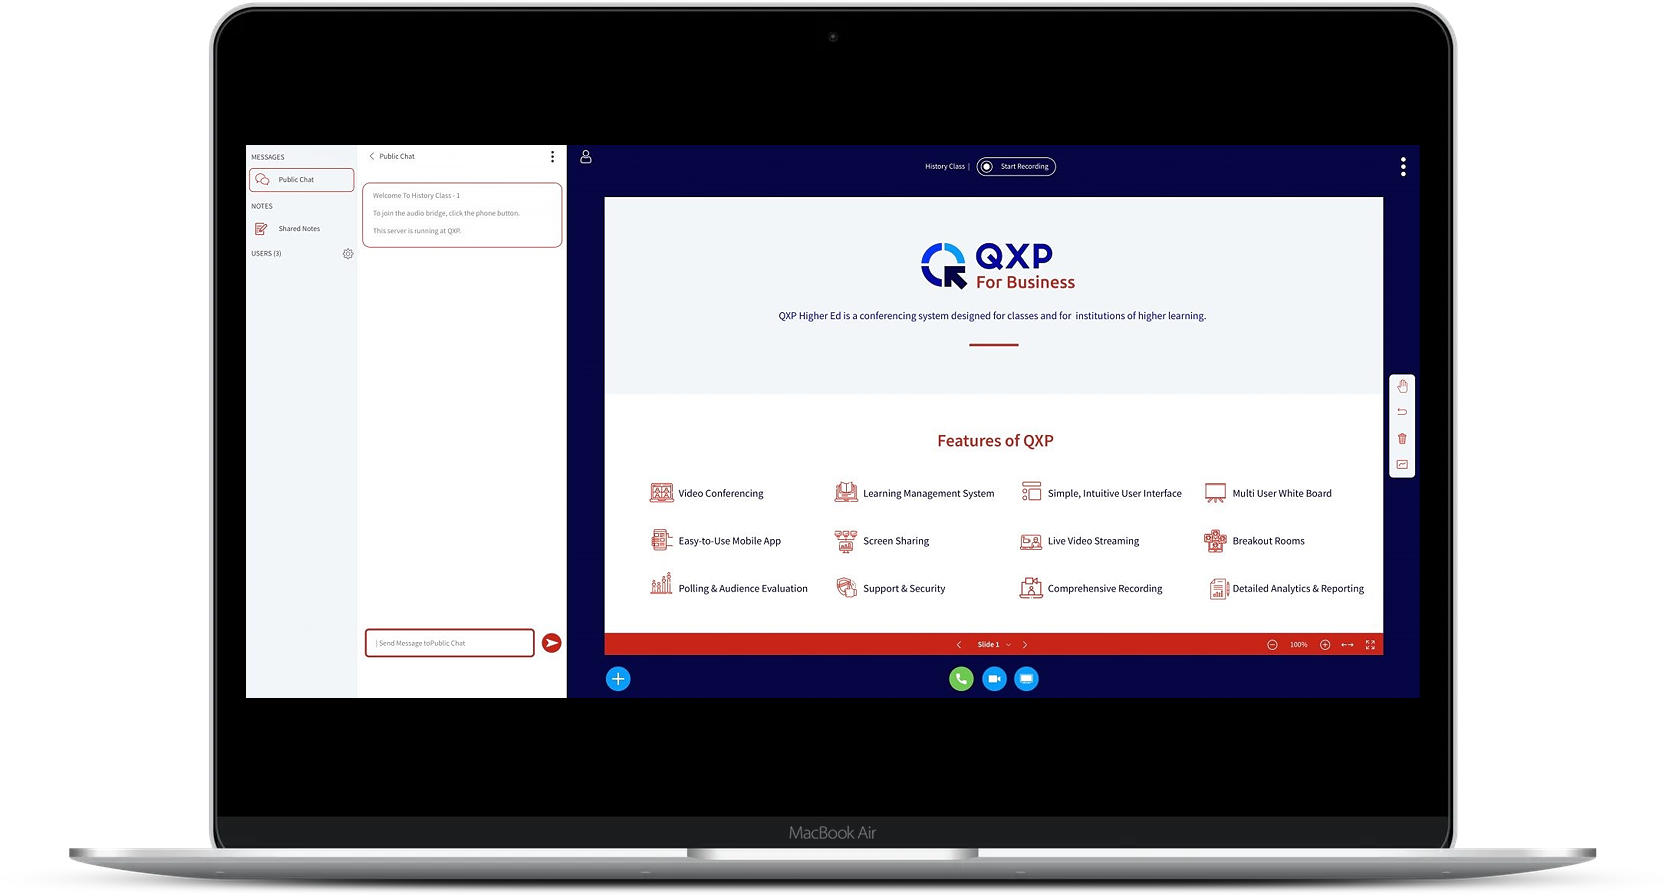 MESSAGES
Public Chat
NOTES
Shared Notes
USERS (3)
Public Chat
Welcome To History Class - 1
To join the audio bridge, click the phone button.
This server is running at QXP.
Send Message toPublic Chat
History Class |
Start Recording
QXP
For Business
QXP Higher Ed is a conferencing system designed for classes and for institutions of higher learning.
Features of QXP
Video Conferencing
Learning Management System
Simple, Intuitive User Interface
Multi User White Board
Easy-to-Use Mobile App
Screen Sharing
Live Video Streaming
Breakout Rooms
Polling & Audience Evaluation
Support & Security
Comprehensive Recording
Detailed Analytics & Reporting
Slide 1
100%
MacBook Air